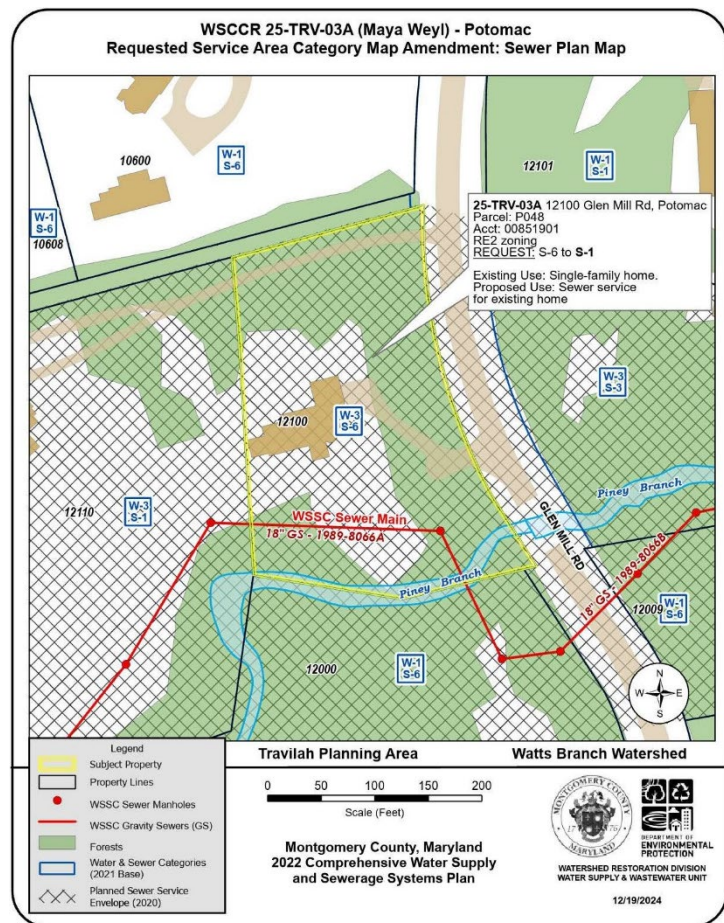 WSCCR 25-TRV-03A (Maya Weyl) - Potomac
Requested Service Area Category Map Amendment: Sewer Plan Map
10600
W-1
S-6
12101
W-1
S-1
W-1
S-6
10608
25-TRV-03A 12100 Glen Mill Rd, Potomac
Parcel: P048
Acct: 00851901
RE2 zoning
REQUEST: S-6 to S-1
Existing Use: Single-family home.
Proposed Use: Sewer service
for existing home
W-3
S-3
12100
W-3
S-6
12110
W-3
S-1
WSSC Sewer Main
18" GS - 1989-8066A
Piney Branch
GLEN MILL RD
Piney Branch
18" GS - 1989-8066B
12009
W-1
S-6
12000
W-1
S-6
N
W
E
S
Legend
Subject Property
Property Lines
WSSC Sewer Manholes
WSSC Gravity Sewers (GS)
Forests
Water & Sewer Categories
(2021 Base)
Planned Sewer Service
Envelope (2020)
Travilah Planning Area
Watts Branch Watershed
0 50 100 200
Scale (Feet)
Montgomery County, Maryland
2022 Comprehensive Water Supply
and Sewerage Systems Plan
MONTGOMERY COUNTY
17 76
MARYLAND
DEPARTMENT OF
ENVIRONMENTAL
PROTECTION
WATERSHED RESTORATION DIVISION
WATER SUPPLY & WASTEWATER UNIT
12/19/2024